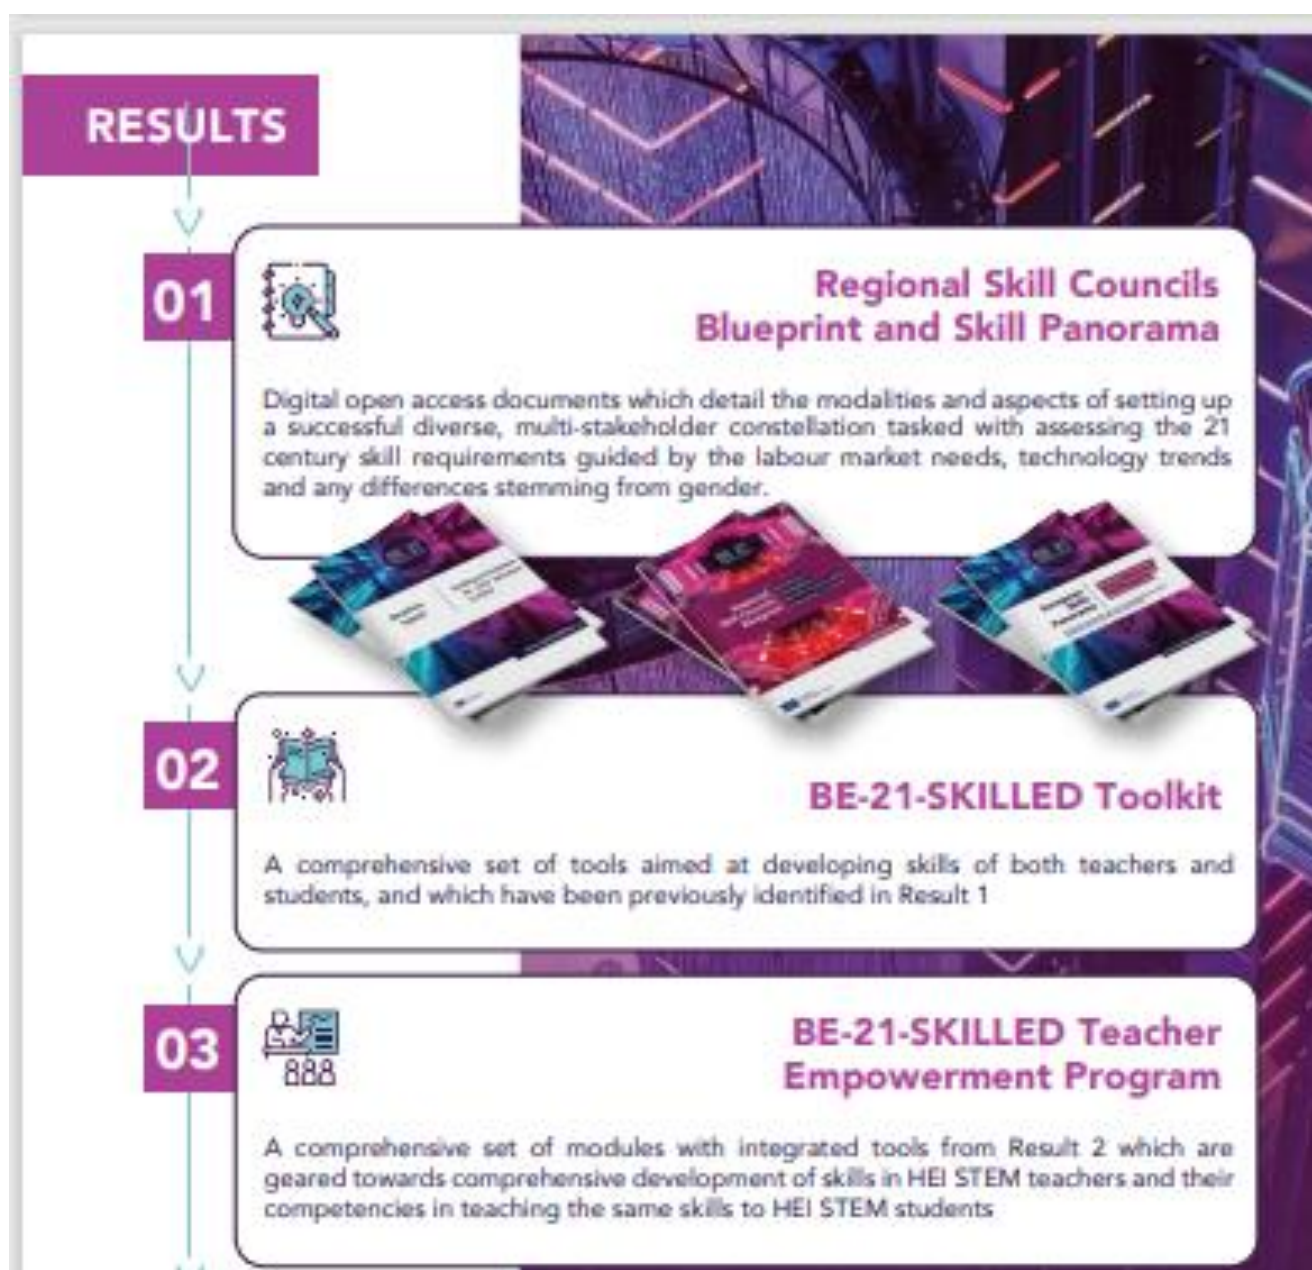 RESULTS
01
Regional Skill Councils
Blueprint and Skill Panorama
Digital open access documents which detail the modalities and aspects of setting up
a successful diverse, multi-stakeholder constellation tasked with assessing the 21
century skill requirements guided by the labour market needs, technology trends
and any differences stemming from gender.
02
BE-21-SKILLED Toolkit
A comprehensive set of tools aimed at developing skills of both teachers and
students, and which have been previously identified in Result 1
03
BE-21-SKILLED Teacher
Empowerment Program
A comprehensive set of modules with integrated tools from Result 2 which are
geared towards comprehensive development of skills in HEI STEM teachers and their
competencies in teaching the same skills to HEI STEM students